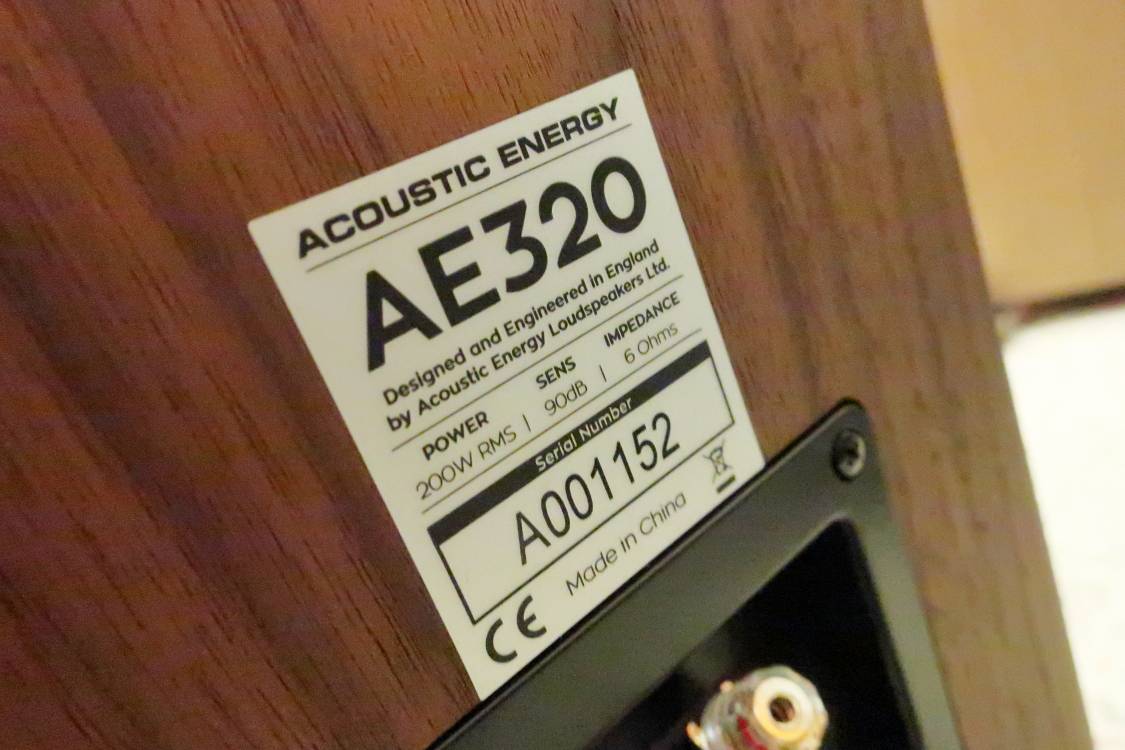 ACOUSTIC ENERGY
AE320
Designed and Engineered in England
by Acoustic Energy Loudspeakers Ltd.
POWER SENS IMPEDANCE
200W RMS | 90dB | 6 Ohms
Serial Number
A001152
CE Made in China